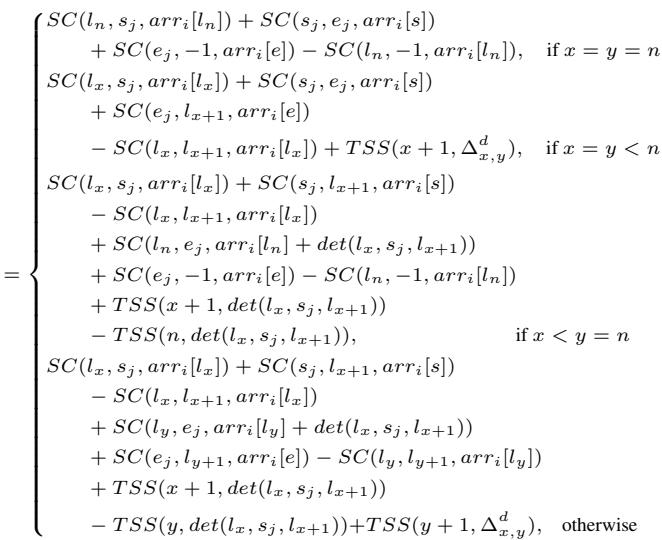 SC(l_n, s_j, arr_i[l_n]) + SC(s_j, e_j, arr_i[s])
+ SC(e_j, −1, arr_i[e]) − SC(l_n, −1, arr_i[l_n]), if x = y = n
SC(l_x, s_j, arr_i[l_x]) + SC(s_j, e_j, arr_i[s])
+ SC(e_j, l_{x+1}, arr_i[e])
− SC(l_x, l_{x+1}, arr_i[l_x]) + TSS(x + 1, Δ^d_{x,y}), if x = y < n
SC(l_x, s_j, arr_i[l_x]) + SC(s_j, l_{x+1}, arr_i[s])
− SC(l_x, l_{x+1}, arr_i[l_x])
+ SC(l_n, e_j, arr_i[l_n] + det(l_x, s_j, l_{x+1}))
= { + SC(e_j, −1, arr_i[e]) − SC(l_n, −1, arr_i[l_n])
+ TSS(x + 1, det(l_x, s_j, l_{x+1}))
− TSS(n, det(l_x, s_j, l_{x+1})), if x < y = n
SC(l_x, s_j, arr_i[l_x]) + SC(s_j, l_{x+1}, arr_i[s])
− SC(l_x, l_{x+1}, arr_i[l_x])
+ SC(l_y, e_j, arr_i[l_y] + det(l_x, s_j, l_{x+1}))
+ SC(e_j, l_{y+1}, arr_i[e]) − SC(l_y, l_{y+1}, arr_i[l_y])
+ TSS(x + 1, det(l_x, s_j, l_{x+1}))
− TSS(y, det(l_x, s_j, l_{x+1}))+TSS(y + 1, Δ^d_{x,y}), otherwise